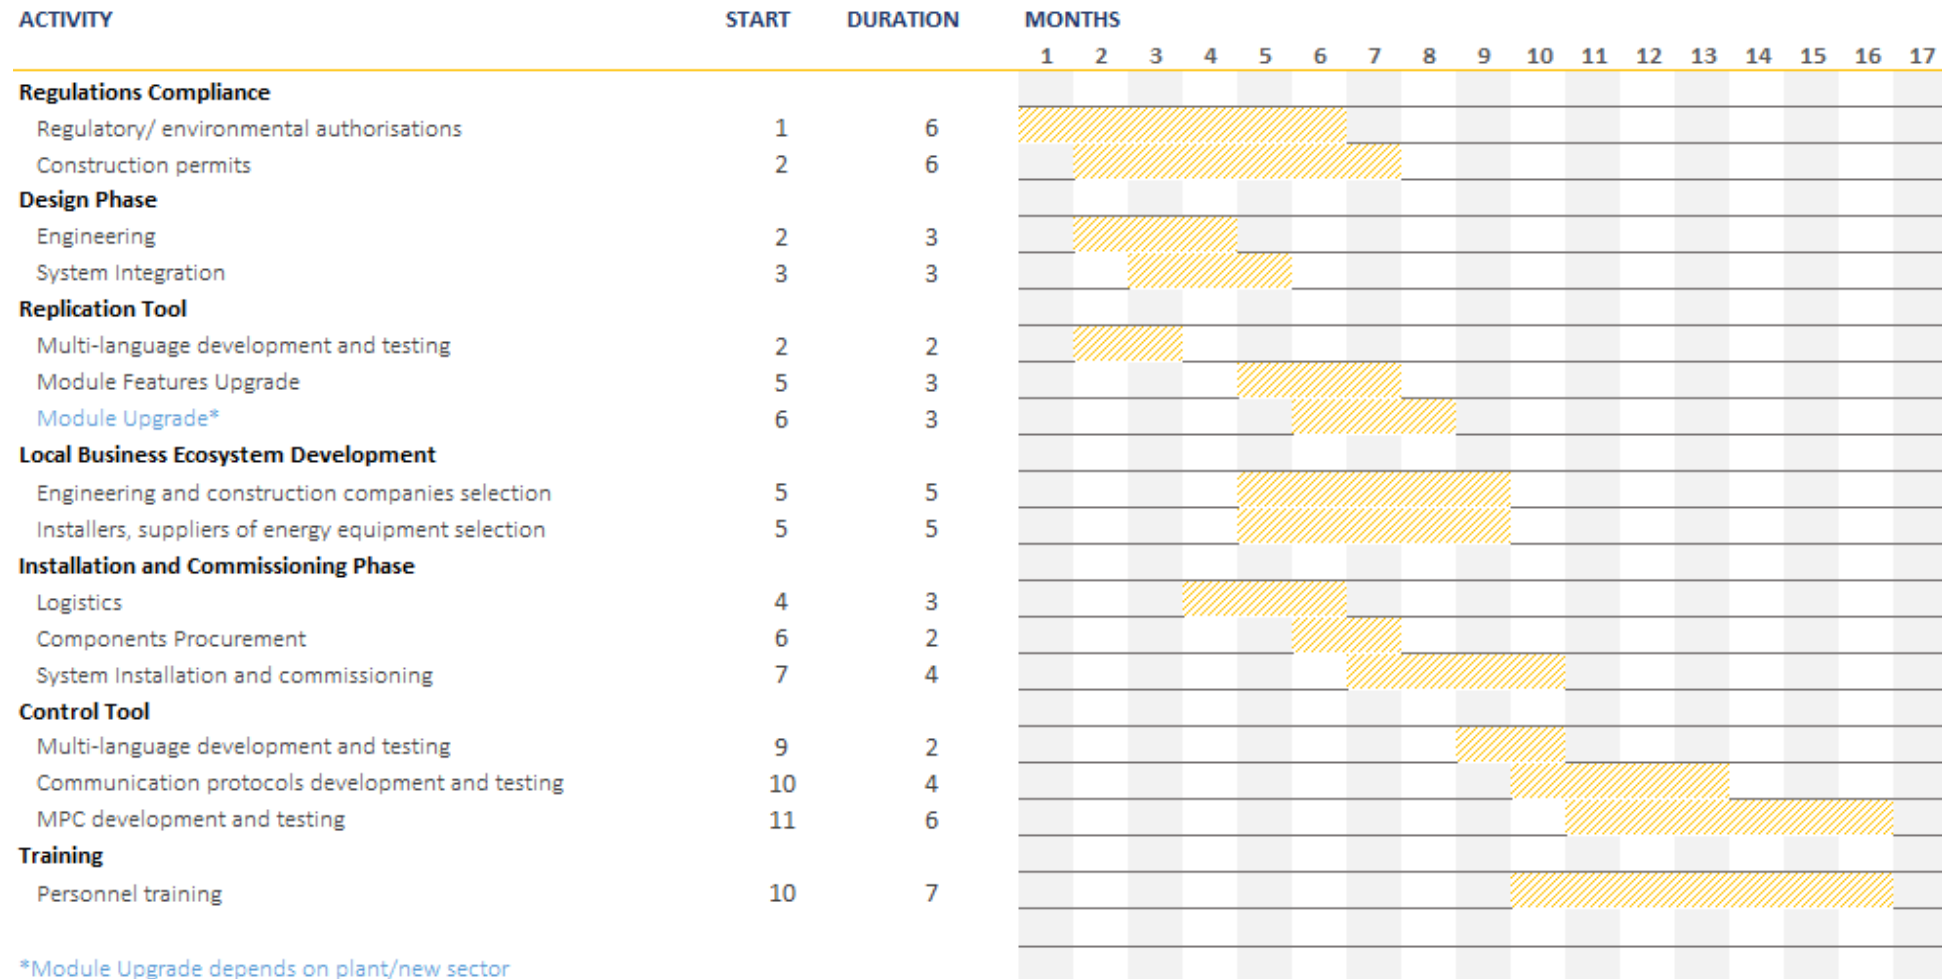 ACTIVITY START DURATION MONTHS
1 2 3 4 5 6 7 8 9 10 11 12 13 14 15 16 17
Regulations Compliance
Regulatory/ environmental authorisations 1 6
Construction permits 2 6
Design Phase
Engineering 2 3
System Integration 3 3
Replication Tool
Multi-language development and testing 2 2
Module Features Upgrade 5 3
Module Upgrade* 6 3
Local Business Ecosystem Development
Engineering and construction companies selection 5 5
Installers, suppliers of energy equipment selection 5 5
Installation and Commissioning Phase
Logistics 4 3
Components Procurement 6 2
System Installation and commissioning 7 4
Control Tool
Multi-language development and testing 9 2
Communication protocols development and testing 10 4
MPC development and testing 11 6
Training
Personnel training 10 7
*Module Upgrade depends on plant/new sector